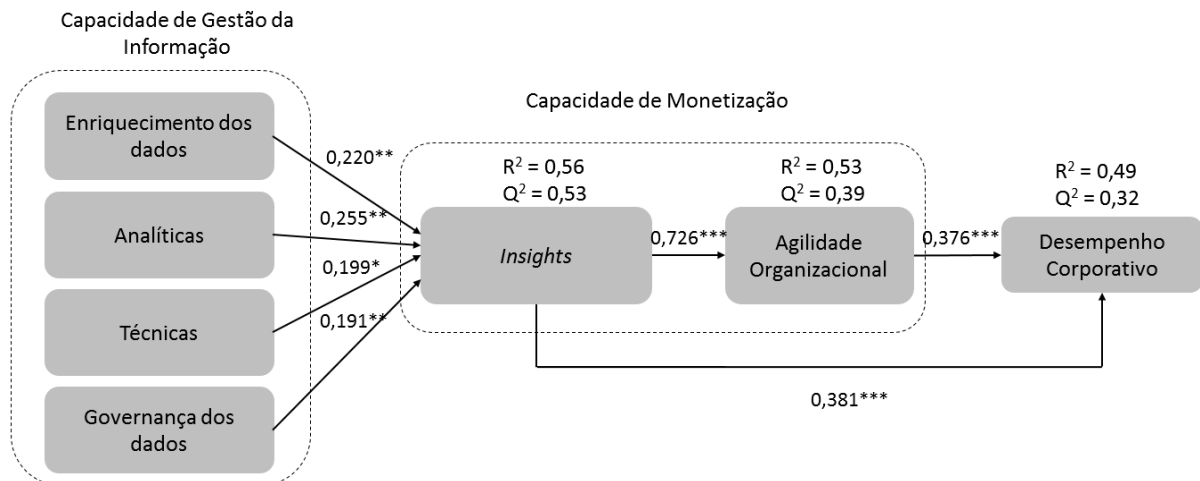 Capacidade de Gestão da
Informação
Enriquecimento dos
dados
Analíticas
Técnicas
Governança dos
dados
0,220**
0,255**
0,199*
0,191**
Capacidade de Monetização
R² = 0,56
Q² = 0,53
Insights
0,726***
R² = 0,53
Q² = 0,39
Agilidade
Organizacional
0,376***
R² = 0,49
Q² = 0,32
Desempenho
Corporativo
0,381***